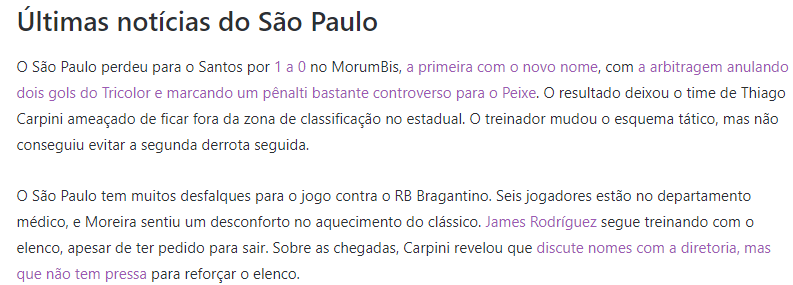 Últimas notícias do São Paulo
O São Paulo perdeu para o Santos por 1 a 0 no MorumBis, a primeira com o novo nome, com a arbitragem anulando
dois gols do Tricolor e marcando um pênalti bastante controverso para o Peixe. O resultado deixou o time de Thiago
Carpini ameaçado de ficar fora da zona de classificação no estadual. O treinador mudou o esquema tático, mas não
conseguiu evitar a segunda derrota seguida.
O São Paulo tem muitos desfalques para o jogo contra o RB Bragantino. Seis jogadores estão no departamento
médico, e Moreira sentiu um desconforto no aquecimento do clássico. James Rodríguez segue treinando com o
elenco, apesar de ter pedido para sair. Sobre as chegadas, Carpini revelou que discute nomes com a diretoria, mas
que não tem pressa para reforçar o elenco.